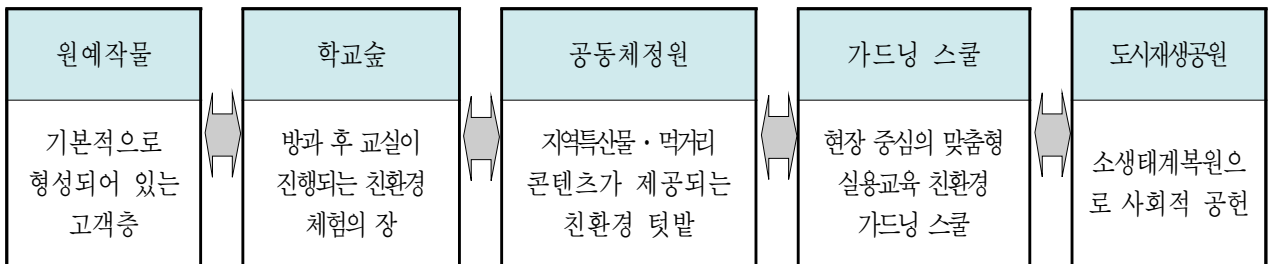 원예작물
기본적으로
형성되어 있는
고객층
학교숲
방과 후 교실이
진행되는 친환경
체험의 장
공동체정원
지역특산물・먹거리
콘텐츠가 제공되는
친환경 텃밭
가드닝 스쿨
현장 중심의 맞춤형
실용교육 친환경
가드닝 스쿨
도시재생공원
소생태계복원으
로 사회적 공헌